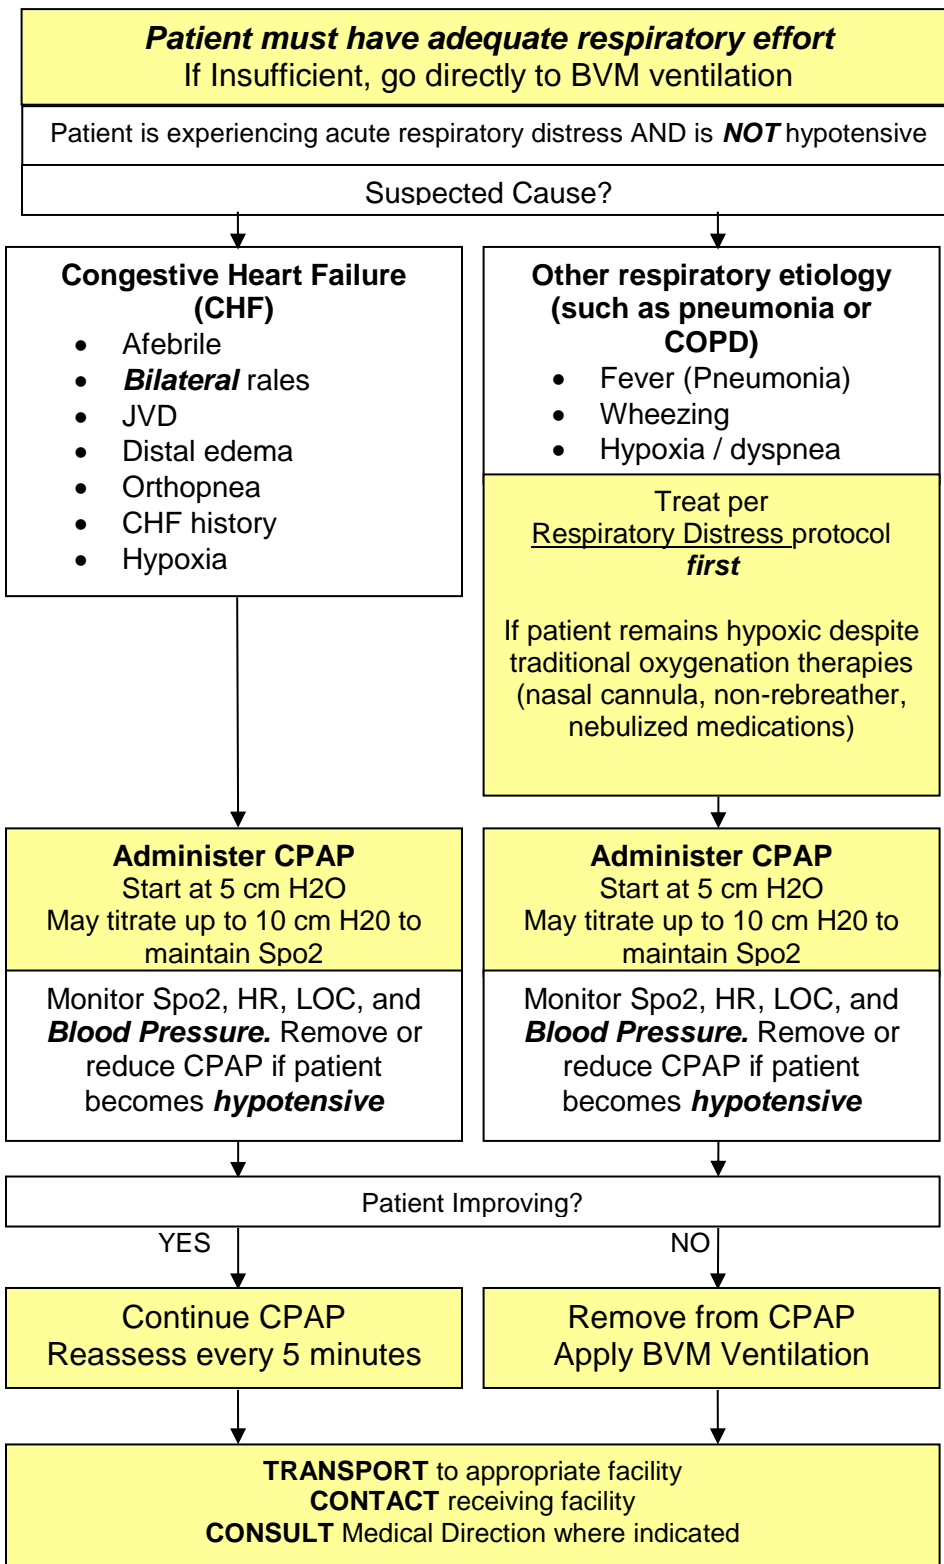 Patient must have adequate respiratory effort
If Insufficient, go directly to BVM ventilation
Patient is experiencing acute respiratory distress AND is NOT hypotensive
Suspected Cause?
Congestive Heart Failure
(CHF)
• Afebrile
• Bilateral rales
• JVD
• Distal edema
• Orthopnea
• CHF history
• Hypoxia
Other respiratory etiology
(such as pneumonia or
COPD)
• Fever (Pneumonia)
• Wheezing
• Hypoxia / dyspnea
Treat per
Respiratory Distress protocol
first
If patient remains hypoxic despite
traditional oxygenation therapies
(nasal cannula, non-rebreather,
nebulized medications)
Administer CPAP
Start at 5 cm H2O
May titrate up to 10 cm H20 to
maintain Spo2
Monitor Spo2, HR, LOC, and
Blood Pressure. Remove or
reduce CPAP if patient
becomes hypotensive
Administer CPAP
Start at 5 cm H2O
May titrate up to 10 cm H20 to
maintain Spo2
Monitor Spo2, HR, LOC, and
Blood Pressure. Remove or
reduce CPAP if patient
becomes hypotensive
Patient Improving?
YES
NO
Continue CPAP
Reassess every 5 minutes
Remove from CPAP
Apply BVM Ventilation
TRANSPORT to appropriate facility
CONTACT receiving facility
CONSULT Medical Direction where indicated